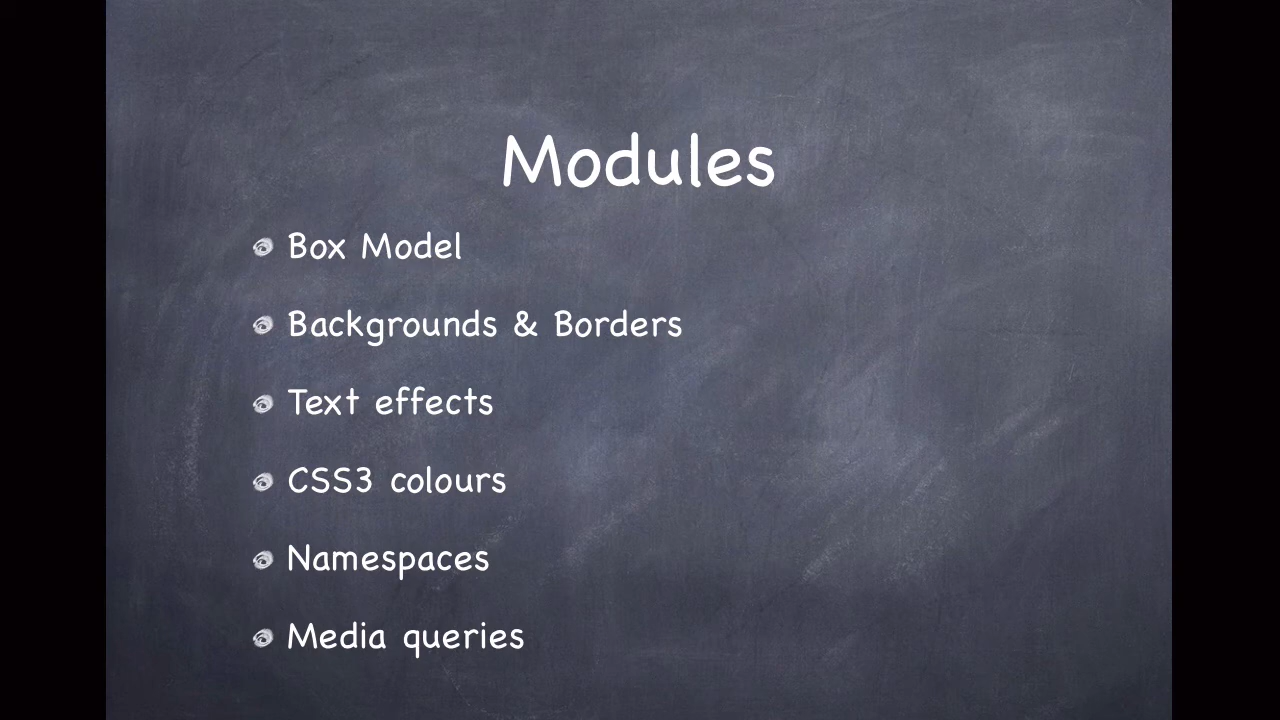 Modules
Box Model
Backgrounds & Borders
Text effects
CSS3 colours
Namespaces
Media queries